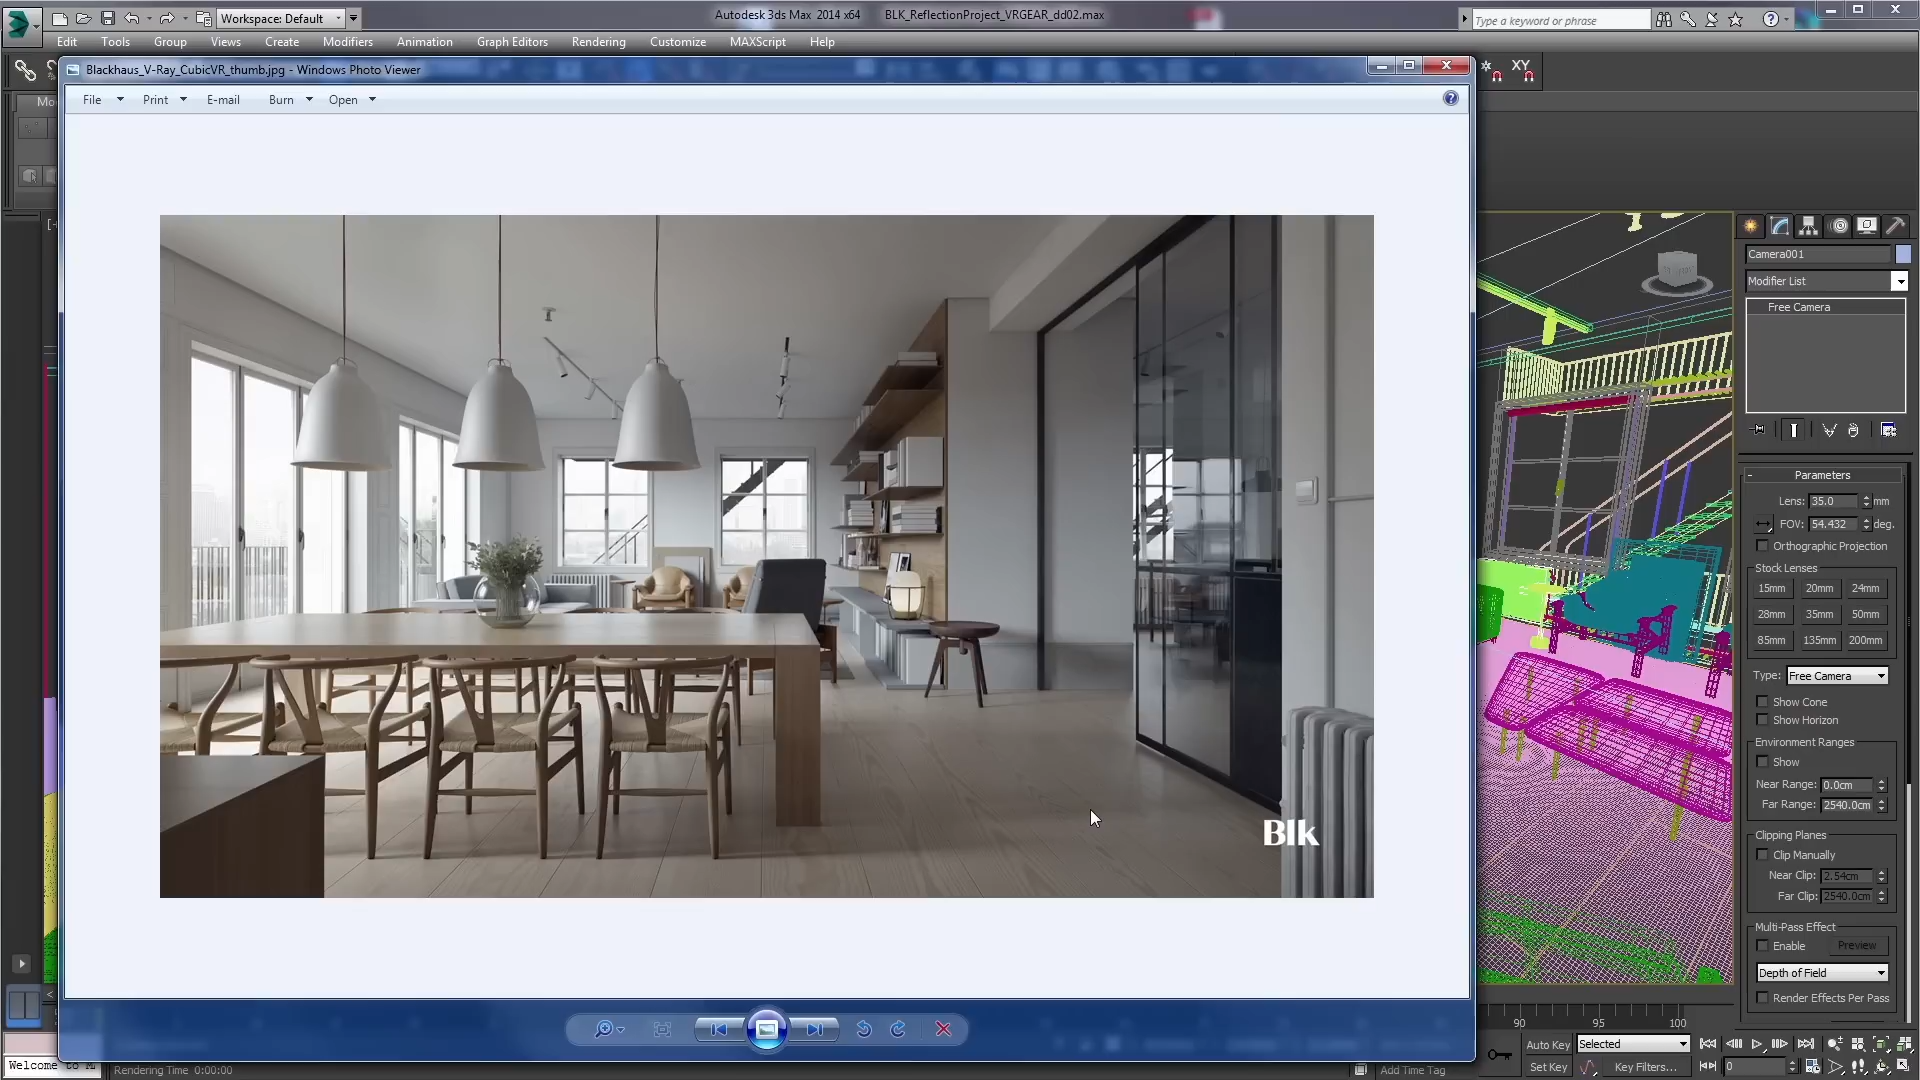 Workspace: Default
Autodesk 3ds Max 2014 x64 BLK_ReflectionProject_VRGEAR_dd02.max
Type a keyword or phrase
Edit Tools Group Views Create Modifiers Animation Graph Editors Rendering Customize MAXScript Help
Blackhaus_V-Ray_CubicVR_thumb.jpg - Windows Photo Viewer
XY
File Print E-mail Burn Open
Mo
Blk
Camera001
Modifier List
Free Camera
Parameters
Lens: 35.0 mm
FOV: 54.432 deg.
Orthographic Projection
Stock Lenses
15mm 20mm 24mm
28mm 35mm 50mm
85mm 135mm 200mm
Type: Free Camera
Show Cone
Show Horizon
Environment Ranges
Show
Near Range: 0.0cm
Far Range: 2540.0cm
Clipping Planes
Clip Manually
Near Clip: 2.54cm
Far Clip: 2540.0cm
Multi-Pass Effect
Enable Preview
Depth of Field
Render Effects Per Pass
90 95 100
Auto Key Selected
Set Key Key Filters... 0
Welcome to M
Rendering Time 0:00:00
Add Time Tag